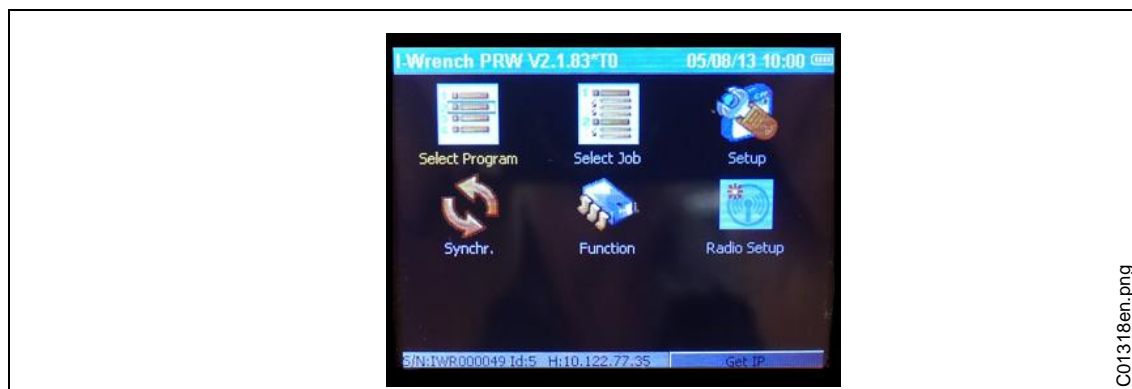 I-Wrench PRW V2.1.83*T0 05/08/13 10:00
Select Program Select Job Setup
Synchr. Function Radio Setup
S/N:IWR000049 Id:5 H:10.122.77.35 Get IP
C01318en.png